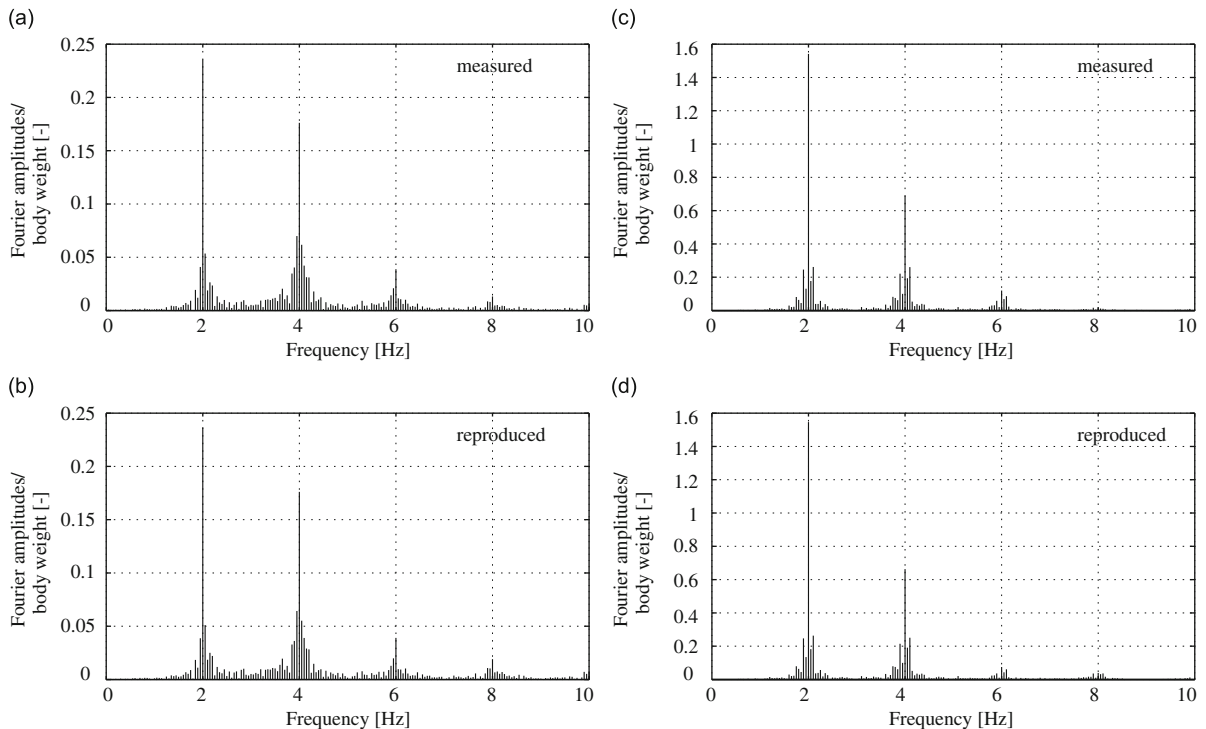 (a)
0.25
0.2
0.15
0.1
0.05
0
measured
Fourier amplitudes/
body weight [-]
0 2 4 6 8 10
Frequency [Hz]
(c)
1.6
1.4
1.2
1
0.8
0.6
0.4
0.2
0
measured
Fourier amplitudes/
body weight [-]
0 2 4 6 8 10
Frequency [Hz]
(b)
0.25
0.2
0.15
0.1
0.05
0
reproduced
Fourier amplitudes/
body weight [-]
0 2 4 6 8 10
Frequency [Hz]
(d)
1.6
1.4
1.2
1
0.8
0.6
0.4
0.2
0
reproduced
Fourier amplitudes/
body weight [-]
0 2 4 6 8 10
Frequency [Hz]